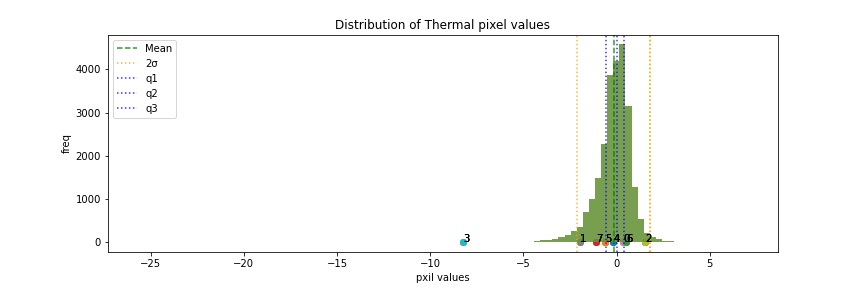 Distribution of Thermal pixel values
Mean
2σ
q1
q2
q3
freq
4000
3000
2000
1000
0
3
1
7
5
4
6
2
−25
−20
−15
−10
−5
0
5
pxil values